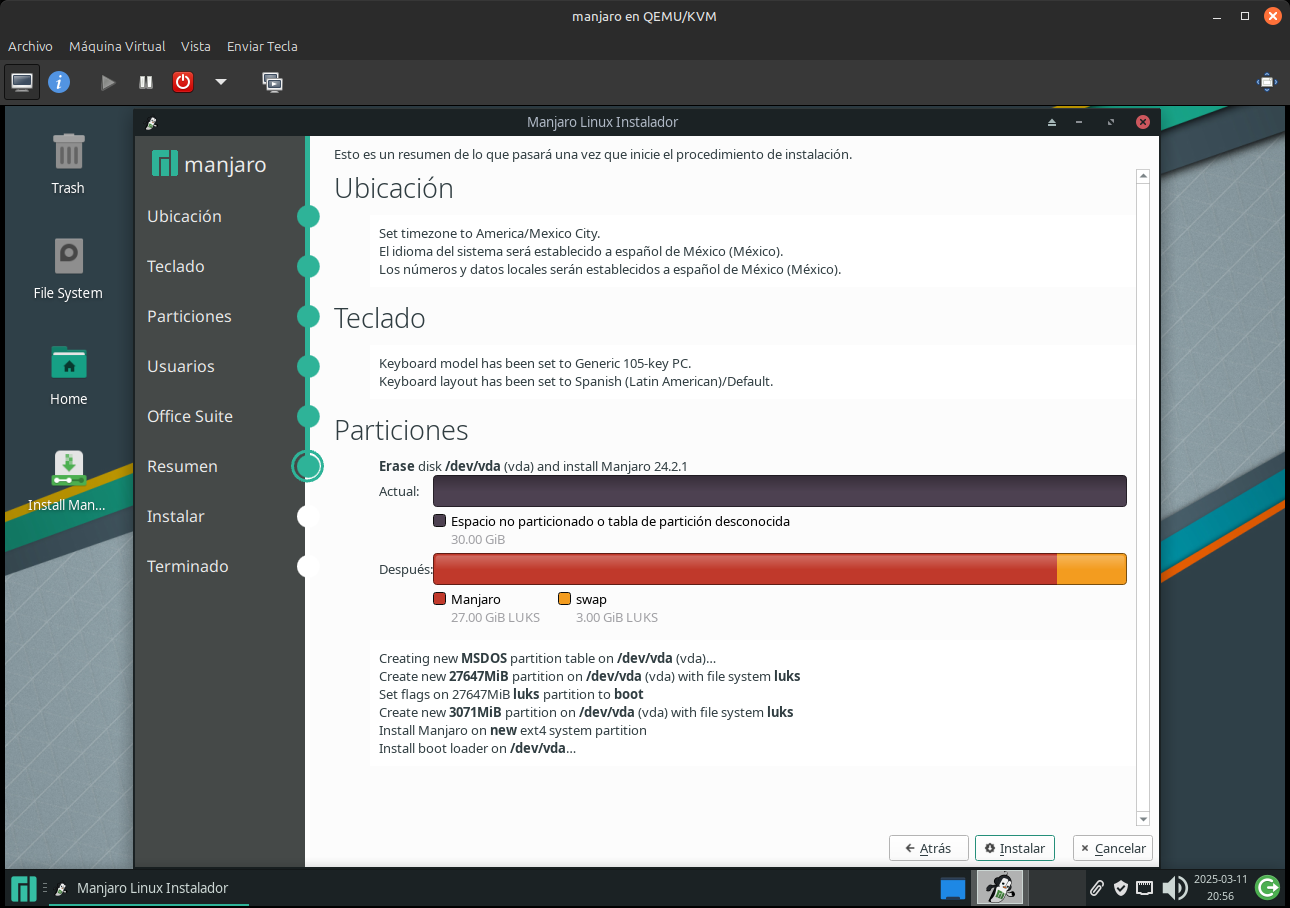 manjaro en QEMU/KVM
Archivo Máquina Virtual Vista Enviar Tecla
Manjaro Linux Instalador
Trash
File System
Home
Install Man...
manjaro
Ubicación
Teclado
Particiones
Usuarios
Office Suite
Resumen
Instalar
Terminado
Esto es un resumen de lo que pasará una vez que inicie el procedimiento de instalación.
Ubicación
Set timezone to America/Mexico City.
El idioma del sistema será establecido a español de México (México).
Los números y datos locales serán establecidos a español de México (México).
Teclado
Keyboard model has been set to Generic 105-key PC.
Keyboard layout has been set to Spanish (Latin American)/Default.
Particiones
Erase disk /dev/vda (vda) and install Manjaro 24.2.1
Actual:
Espacio no particionado o tabla de partición desconocida
30.00 GiB
Después:
Manjaro swap
27.00 GiB LUKS 3.00 GiB LUKS
Creating new MSDOS partition table on /dev/vda (vda)...
Create new 27647MiB partition on /dev/vda (vda) with file system luks
Set flags on 27647MiB luks partition to boot
Create new 3071MiB partition on /dev/vda (vda) with file system luks
Install Manjaro on new ext4 system partition
Install boot loader on /dev/vda...
Atrás Instalar Cancelar
Manjaro Linux Instalador
2025-03-11
20:56